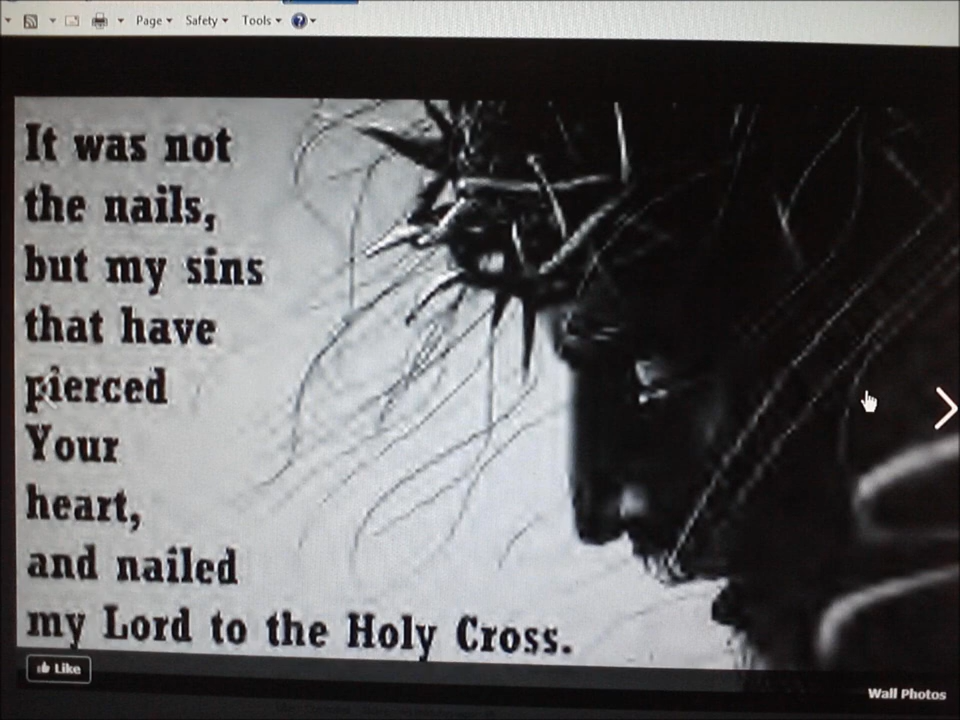 Page Safety Tools
It was not
the nails,
but my sins
that have
pierced
Your
heart,
and nailed
my Lord to the Holy Cross.
Like
Wall Photos